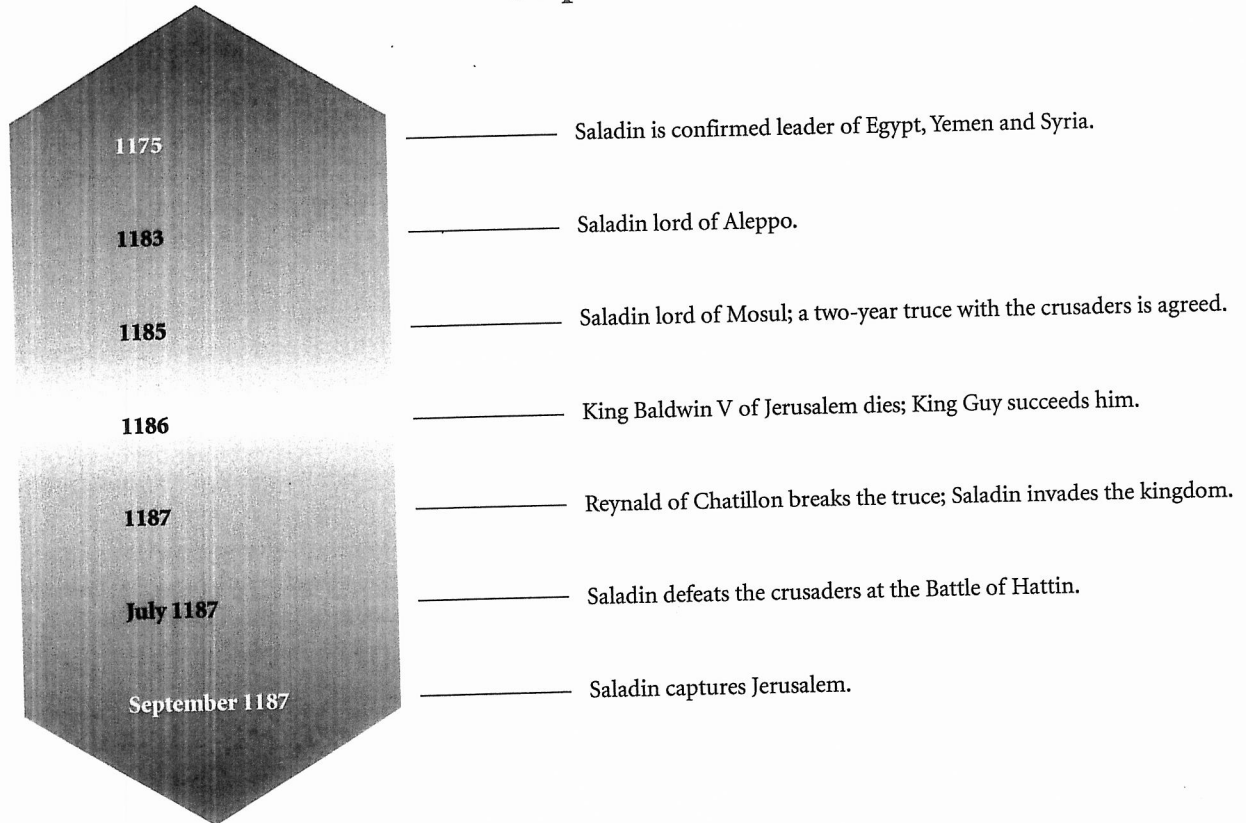 1175 Saladin is confirmed leader of Egypt, Yemen and Syria.
1183 Saladin lord of Aleppo.
1185 Saladin lord of Mosul; a two-year truce with the crusaders is agreed.
1186 King Baldwin V of Jerusalem dies; King Guy succeeds him.
1187 Reynald of Chatillon breaks the truce; Saladin invades the kingdom.
July 1187 Saladin defeats the crusaders at the Battle of Hattin.
September 1187 Saladin captures Jerusalem.